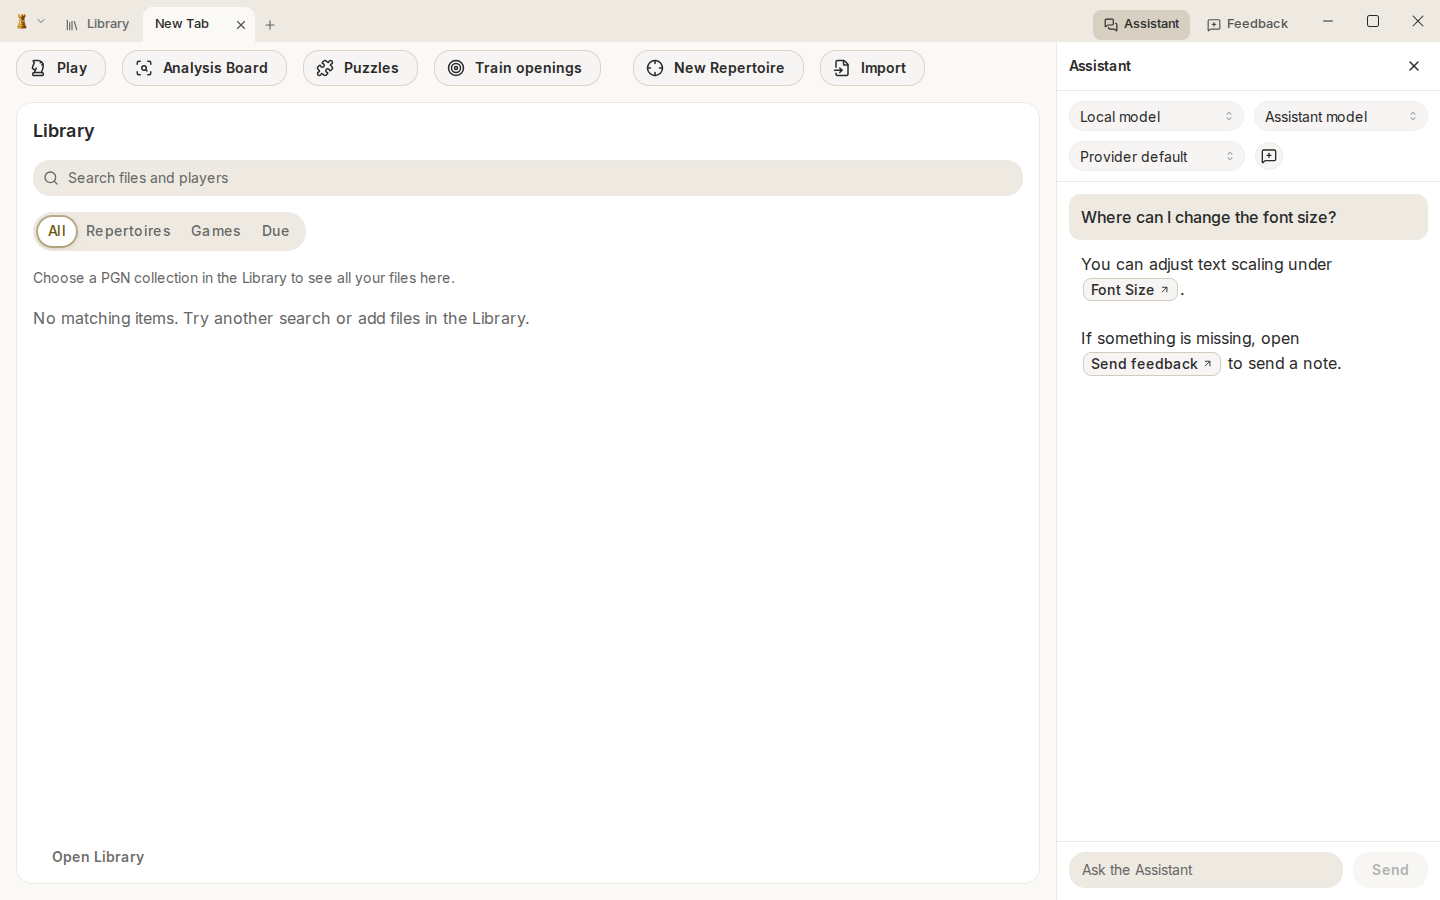 Library
New Tab
Assistant
Feedback
Play
Analysis Board
Puzzles
Train openings
New Repertoire
Import
Library
Search files and players
All
Repertoires
Games
Due
Choose a PGN collection in the Library to see all your files here.
No matching items. Try another search or add files in the Library.
Open Library
Assistant
Local model
Assistant model
Provider default
Where can I change the font size?
You can adjust text scaling under
Font Size .
If something is missing, open
Send feedback to send a note.
Ask the Assistant
Send